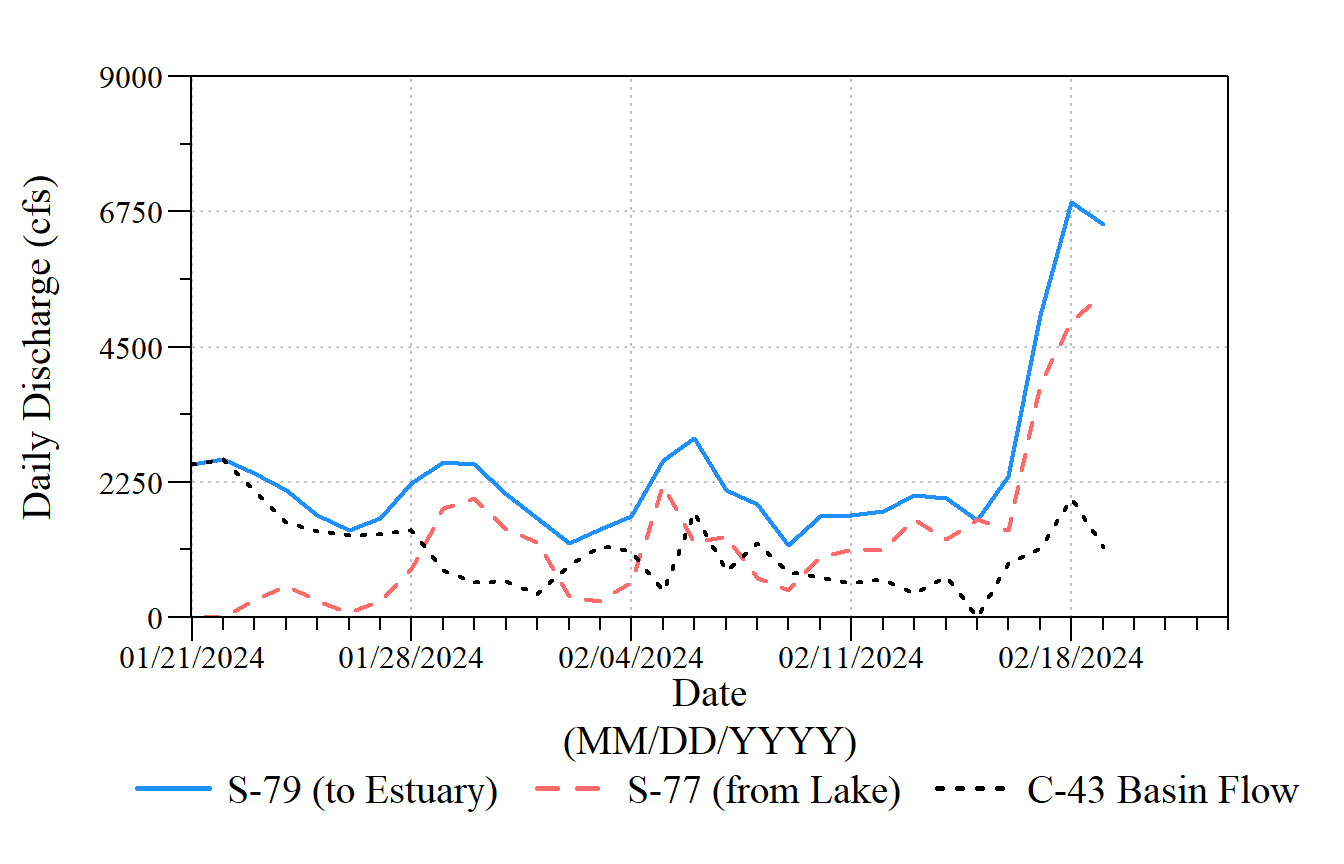 9000
6750
4500
2250
0
Daily Discharge (cfs)
01/21/2024 01/28/2024 02/04/2024 02/11/2024 02/18/2024
Date
(MM/DD/YYYY)
S-79 (to Estuary) S-77 (from Lake) C-43 Basin Flow